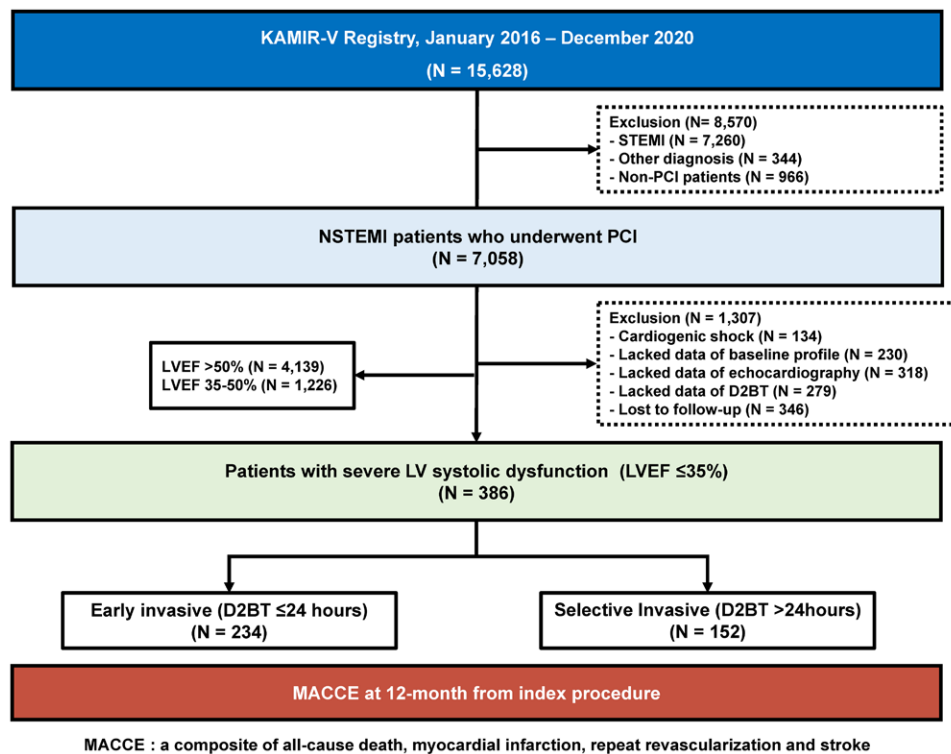 KAMIR-V Registry, January 2016 – December 2020
(N = 15,628)
Exclusion (N= 8,570)
- STEMI (N = 7,260)
- Other diagnosis (N = 344)
- Non-PCI patients (N = 966)
NSTEMI patients who underwent PCI
(N = 7,058)
Exclusion (N = 1,307)
- Cardiogenic shock (N = 134)
- Lacked data of baseline profile (N = 230)
- Lacked data of echocardiography (N = 318)
- Lacked data of D2BT (N = 279)
- Lost to follow-up (N = 346)
LVEF >50% (N = 4,139)
LVEF 35-50% (N = 1,226)
Patients with severe LV systolic dysfunction (LVEF ≤35%)
(N = 386)
Early invasive (D2BT ≤24 hours)
(N = 234)
Selective Invasive (D2BT >24hours)
(N = 152)
MACCE at 12-month from index procedure
MACCE : a composite of all-cause death, myocardial infarction, repeat revascularization and stroke